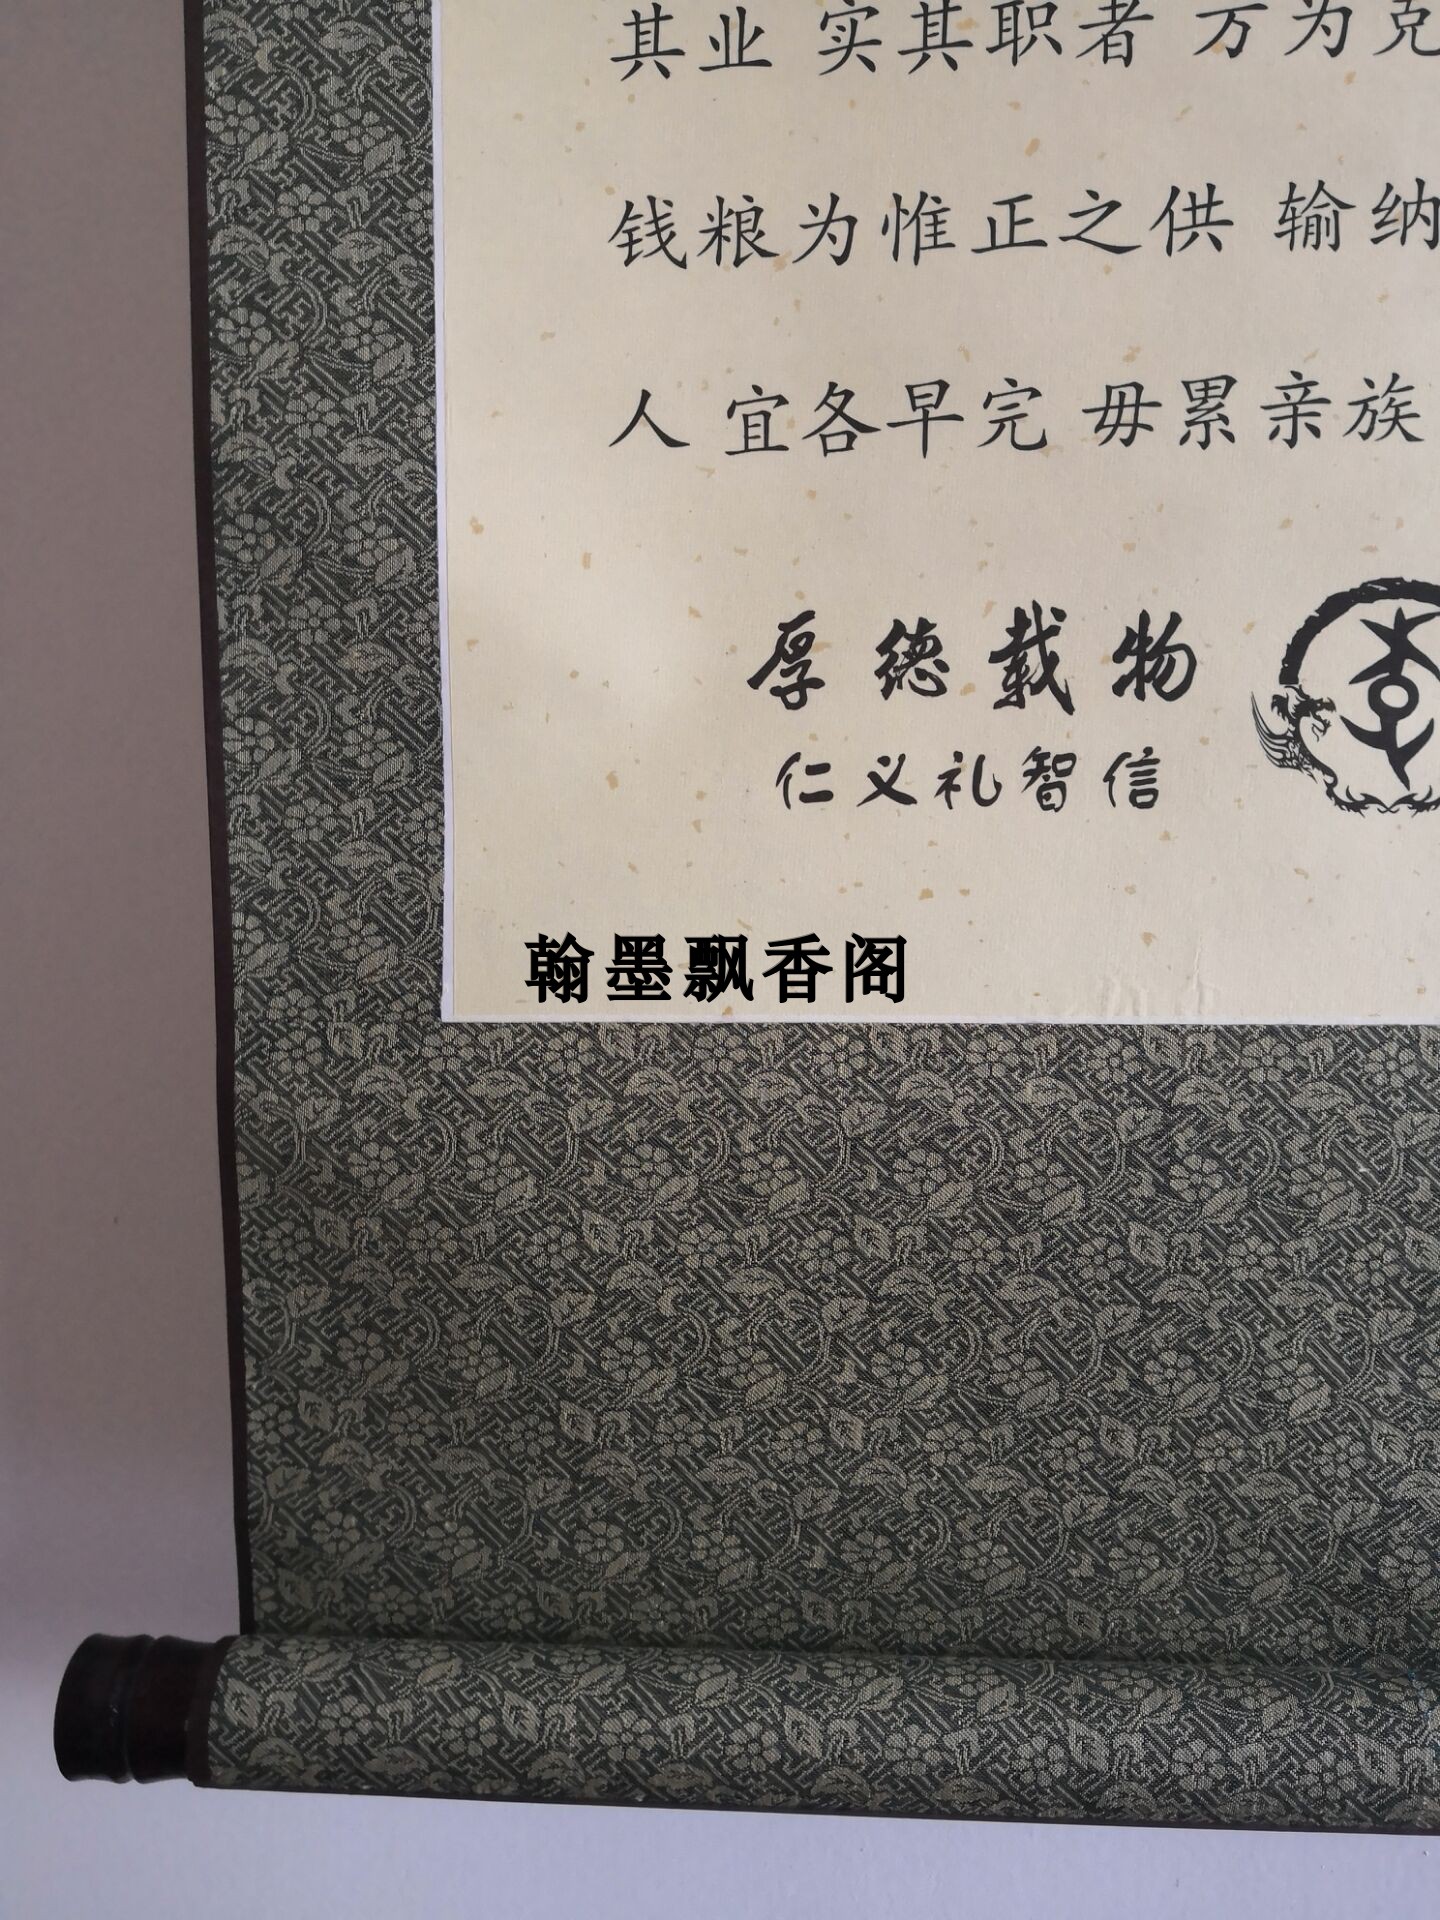 其业 实其职者 万为克
钱粮为惟正之供 输纳
人 宜各早完 毋累亲族
厚德载物
仁义礼智信
翰墨飘香阁